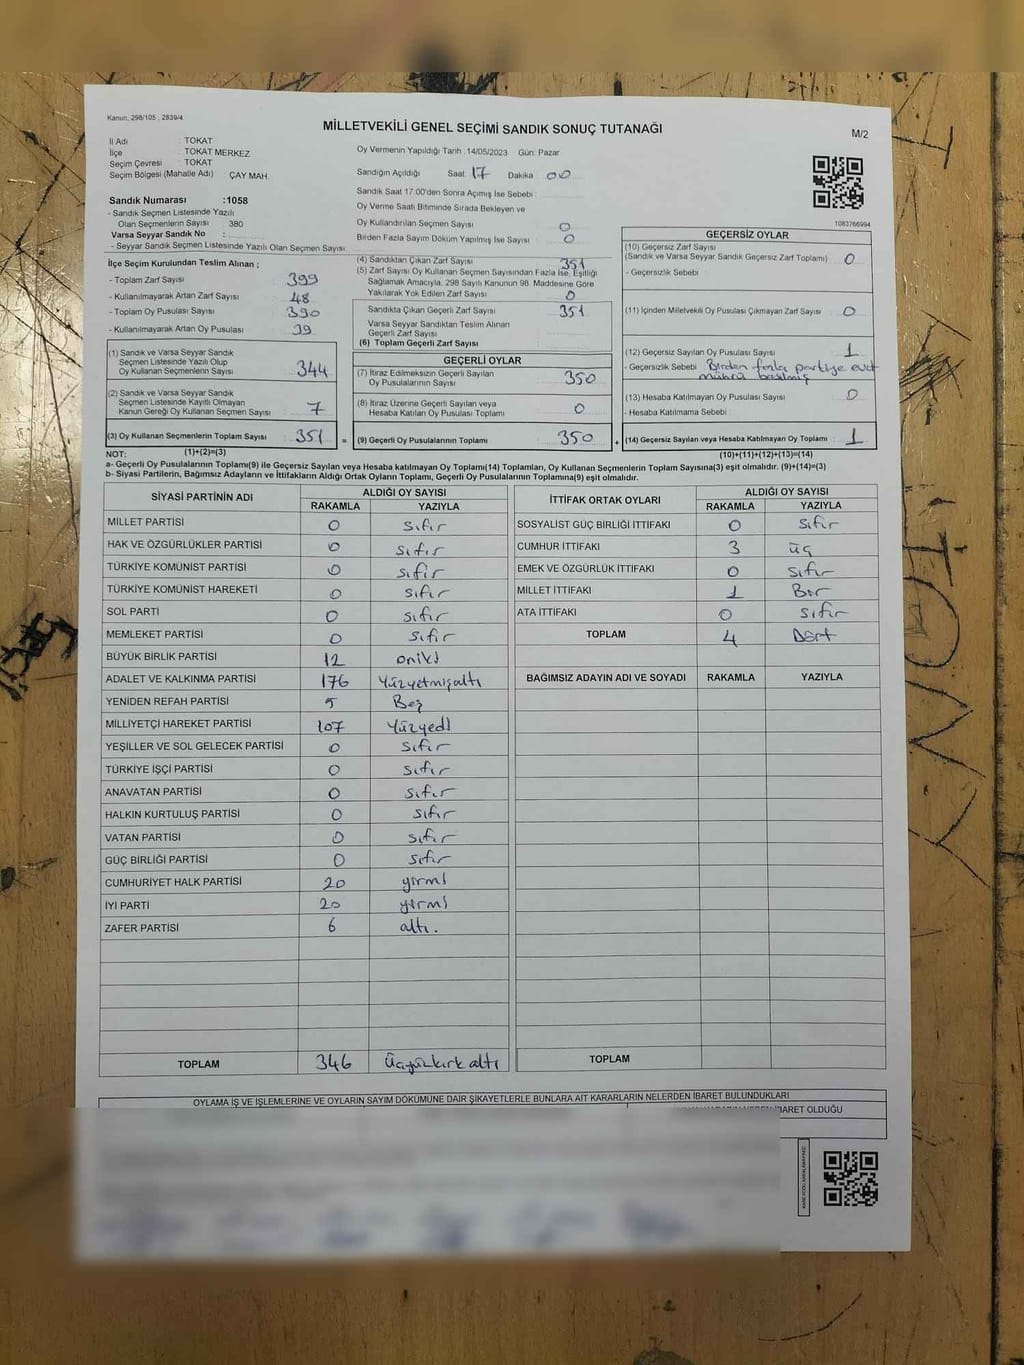 Kanun, 298/105 , 2839/4
MİLLETVEKİLİ GENEL SEÇİMİ SANDIK SONUÇ TUTANAĞI
M/2
İl Adı : TOKAT
İlçe : TOKAT MERKEZ
Seçim Çevresi : TOKAT
Seçim Bölgesi (Mahalle Adı) : ÇAY MAH.
Sandık Numarası :1058
- Sandık Seçmen Listesinde Yazılı
Olan Seçmenlerin Sayısı : 380
Varsa Seyyar Sandık No :
- Seyyar Sandık Seçmen Listesinde Yazılı Olan Seçmen Sayısı:
Oy Vermenin Yapıldığı Tarih :14/05/2023 Gün: Pazar
Sandığın Açıldığı Saat 17 Dakika 00
Sandık Saat 17:00'den Sonra Açımış İse Sebebi :
Oy Verme Saati Bitiminde Sırada Bekleyen ve
Oy Kullandırılan Seçmen Sayısı 0
Birden Fazla Sayım Döküm Yapılmış İse Sayısı 0
1083766994
İlçe Seçim Kurulundan Teslim Alınan ;
- Toplam Zarf Sayısı 399
- Kullanılmayarak Artan Zarf Sayısı 48
- Toplam Oy Pusulası Sayısı 390
- Kullanılmayarak Artan Oy Pusulası 39
(1) Sandık ve Varsa Seyyar Sandık
Seçmen Listesinde Yazılı Olup
Oy Kullanan Seçmenlerin Sayısı 344
(2) Sandık ve Varsa Seyyar Sandık
Seçmen Listesinde Kayıtlı Olmayan
Kanun Gereği Oy Kullanan Seçmen Sayısı 7
(3) Oy Kullanan Seçmenlerin Toplam Sayısı 351 =
(4) Sandıktan Çıkan Zarf Sayısı 351
(5) Zarf Sayısı Oy Kullanan Seçmen Sayısından Fazla İse, Eşitliği
Sağlamak Amacıyla, 298 Sayılı Kanunun 98. Maddesine Göre
Yakılarak Yok Edilen Zarf Sayısı 0
Sandıkta Çıkan Geçerli Zarf Sayısı 351
Varsa Seyyar Sandıktan Teslim Alınan
Geçerli Zarf Sayısı
(6) Toplam Geçerli Zarf Sayısı
GEÇERLİ OYLAR
(7) İtiraz Edilmeksizin Geçerli Sayılan
Oy Pusulalarının Sayısı 350
(8) İtiraz Üzerine Geçerli Sayılan veya
Hesaba Katılan Oy Pusulası Toplamı 0
(9) Geçerli Oy Pusulalarının Toplamı 350 +
GEÇERSİZ OYLAR
(10) Geçersiz Zarf Sayısı
(Sandık ve Varsa Seyyar Sandık Geçersiz Zarf Toplamı) 0
- Geçersizlik Sebebi
(11) İçinden Milletvekili Oy Pusulası Çıkmayan Zarf Sayısı 0
(12) Geçersiz Sayılan Oy Pusulası Sayısı 1
- Geçersizlik Sebebi Birden fazla partiye evet
mührü basılmış
(13) Hesaba Katılmayan Oy Pusulası Sayısı 0
- Hesaba Katılmama Sebebi
(14) Geçersiz Sayılan veya Hesaba Katılmayan Oy Toplamı 1
NOT: (1)+(2)=(3)
(10)+(11)+(12)+(13)=(14)
a- Geçerli Oy Pusulalarının Toplamı(9) ile Geçersiz Sayılan veya Hesaba katılmayan Oy Toplamı(14) Toplamları, Oy Kullanan Seçmenlerin Toplam Sayısına(3) eşit olmalıdır. (9)+(14)=(3)
b- Siyasi Partilerin, Bağımsız Adayların ve İttifakların Aldığı Ortak Oyların Toplamı, Geçerli Oy Pusulalarının Toplamına(9) eşit olmalıdır.
SİYASİ PARTİNİN ADI ALDIĞI OY SAYISI
RAKAMLA YAZIYLA
MİLLET PARTİSİ 0 sıfır
HAK VE ÖZGÜRLÜKLER PARTİSİ 0 sıfır
TÜRKİYE KOMÜNİST PARTİSİ 0 sıfır
TÜRKİYE KOMÜNİST HAREKETİ 0 sıfır
SOL PARTİ 0 sıfır
MEMLEKET PARTİSİ 0 sıfır
BÜYÜK BİRLİK PARTİSİ 12 oniki
ADALET VE KALKINMA PARTİSİ 176 Yüzyetmişaltı
YENİDEN REFAH PARTİSİ 5 Beş
MİLLİYETÇİ HAREKET PARTİSİ 107 Yüzyedi
YEŞİLLER VE SOL GELECEK PARTİSİ 0 sıfır
TÜRKİYE İŞÇİ PARTİSİ 0 sıfır
ANAVATAN PARTİSİ 0 sıfır
HALKIN KURTULUŞ PARTİSİ 0 sıfır
VATAN PARTİSİ 0 sıfır
GÜÇ BİRLİĞİ PARTİSİ 0 sıfır
CUMHURİYET HALK PARTİSİ 20 yirmi
İYİ PARTİ 20 yirmi
ZAFER PARTİSİ 6 altı.
TOPLAM 346 Üçyüzkırkaltı
İTTİFAK ORTAK OYLARI ALDIĞI OY SAYISI
RAKAMLA YAZIYLA
SOSYALİST GÜÇ BİRLİĞİ İTTİFAKI 0 sıfır
CUMHUR İTTİFAKI 3 üç
EMEK VE ÖZGÜRLÜK İTTİFAKI 0 sıfır
MİLLET İTTİFAKI 1 Bir
ATA İTTİFAKI 0 sıfır
TOPLAM 4 Dört
BAĞIMSIZ ADAYIN ADI VE SOYADI RAKAMLA YAZIYLA
TOPLAM
OYLAMA İŞ VE İŞLEMLERİNE VE OYLARIN SAYIM DÖKÜMÜNE DAİR ŞİKAYETLERLE BUNLARA AİT KARARLARIN NELERDEN İBARET BULUNDUKLARI
İBARET OLDUĞU